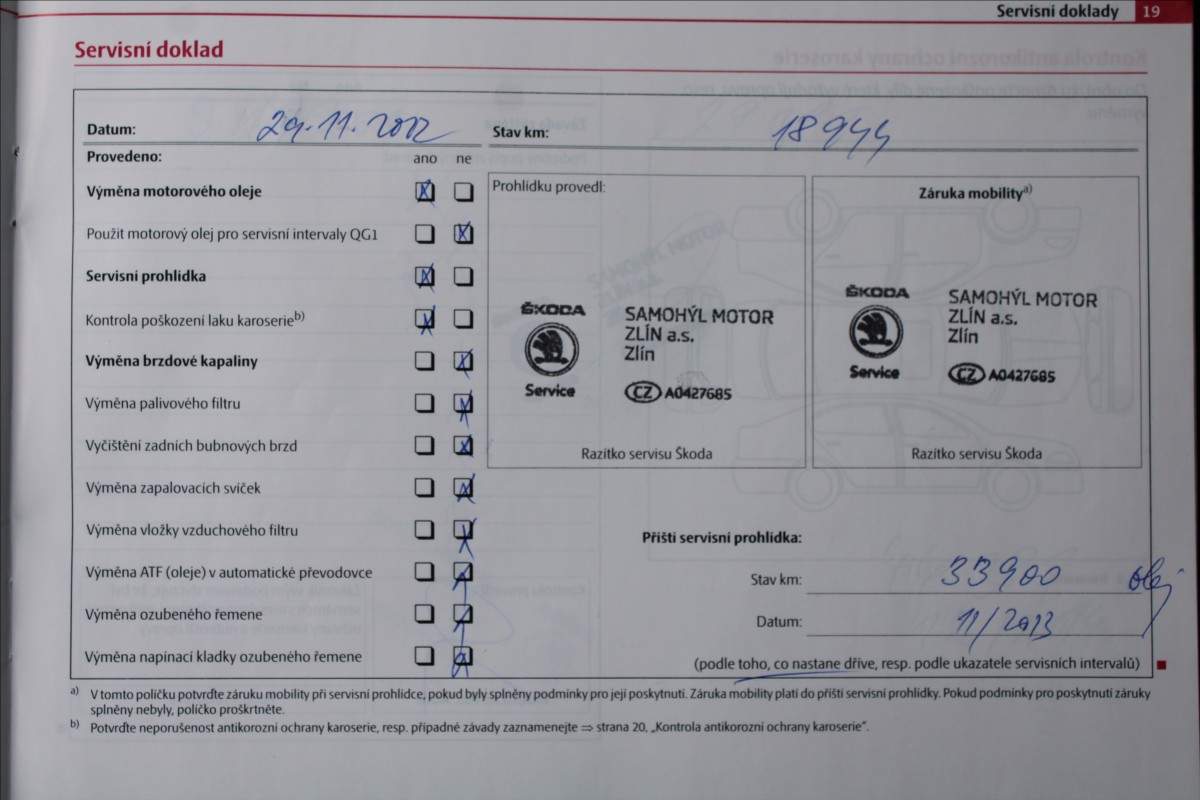 Servisní doklady 19
Servisní doklad
Datum: 29.11.2012 Stav km: 18944
Provedeno: ano ne
Výměna motorového oleje
Použit motorový olej pro servisní intervaly QG1
Servisní prohlídka
Kontrola poškození laku karoserie b)
Výměna brzdové kapaliny
Výměna palivového filtru
Vyčištění zadních bubnových brzd
Výměna zapalovacích svíček
Výměna vložky vzduchového filtru
Výměna ATF (oleje) v automatické převodovce
Výměna ozubeného řemene
Výměna napínací kladky ozubeného řemene
Prohlídku provedl:
ŠKODA
Service
SAMOHÝL MOTOR
ZLÍN a.s.
Zlín
CZ A0427685
Razítko servisu Škoda
Záruka mobility a)
ŠKODA
Service
SAMOHÝL MOTOR
ZLÍN a.s.
Zlín
CZ A0427685
Razítko servisu Škoda
Příští servisní prohlídka:
Stav km: 33900 olej
Datum: 11/2013
(podle toho, co nastane dříve, resp. podle ukazatele servisních intervalů)
a) V tomto políčku potvrďte záruku mobility při servisní prohlídce, pokud byly splněny podmínky pro její poskytnutí. Záruka mobility platí do příští servisní prohlídky. Pokud podmínky pro poskytnutí záruky
splněny nebyly, políčko proškrtněte.
b) Potvrďte neporušenost antikorozní ochrany karoserie, resp. případné závady zaznamenejte ⇒ strana 20, „Kontrola antikorozní ochrany karoserie“.